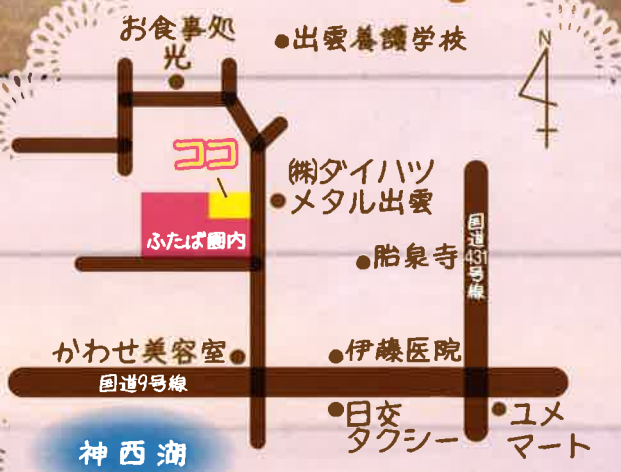 お食事処
光
出雲養護学校
N
ココ
(株)ダイハツ
メタル出雲
ふたば園内
胎泉寺
国道431号線
かわせ美容室
伊藤医院
国道9号線
日交
タクシー
ユメ
マート
神西湖